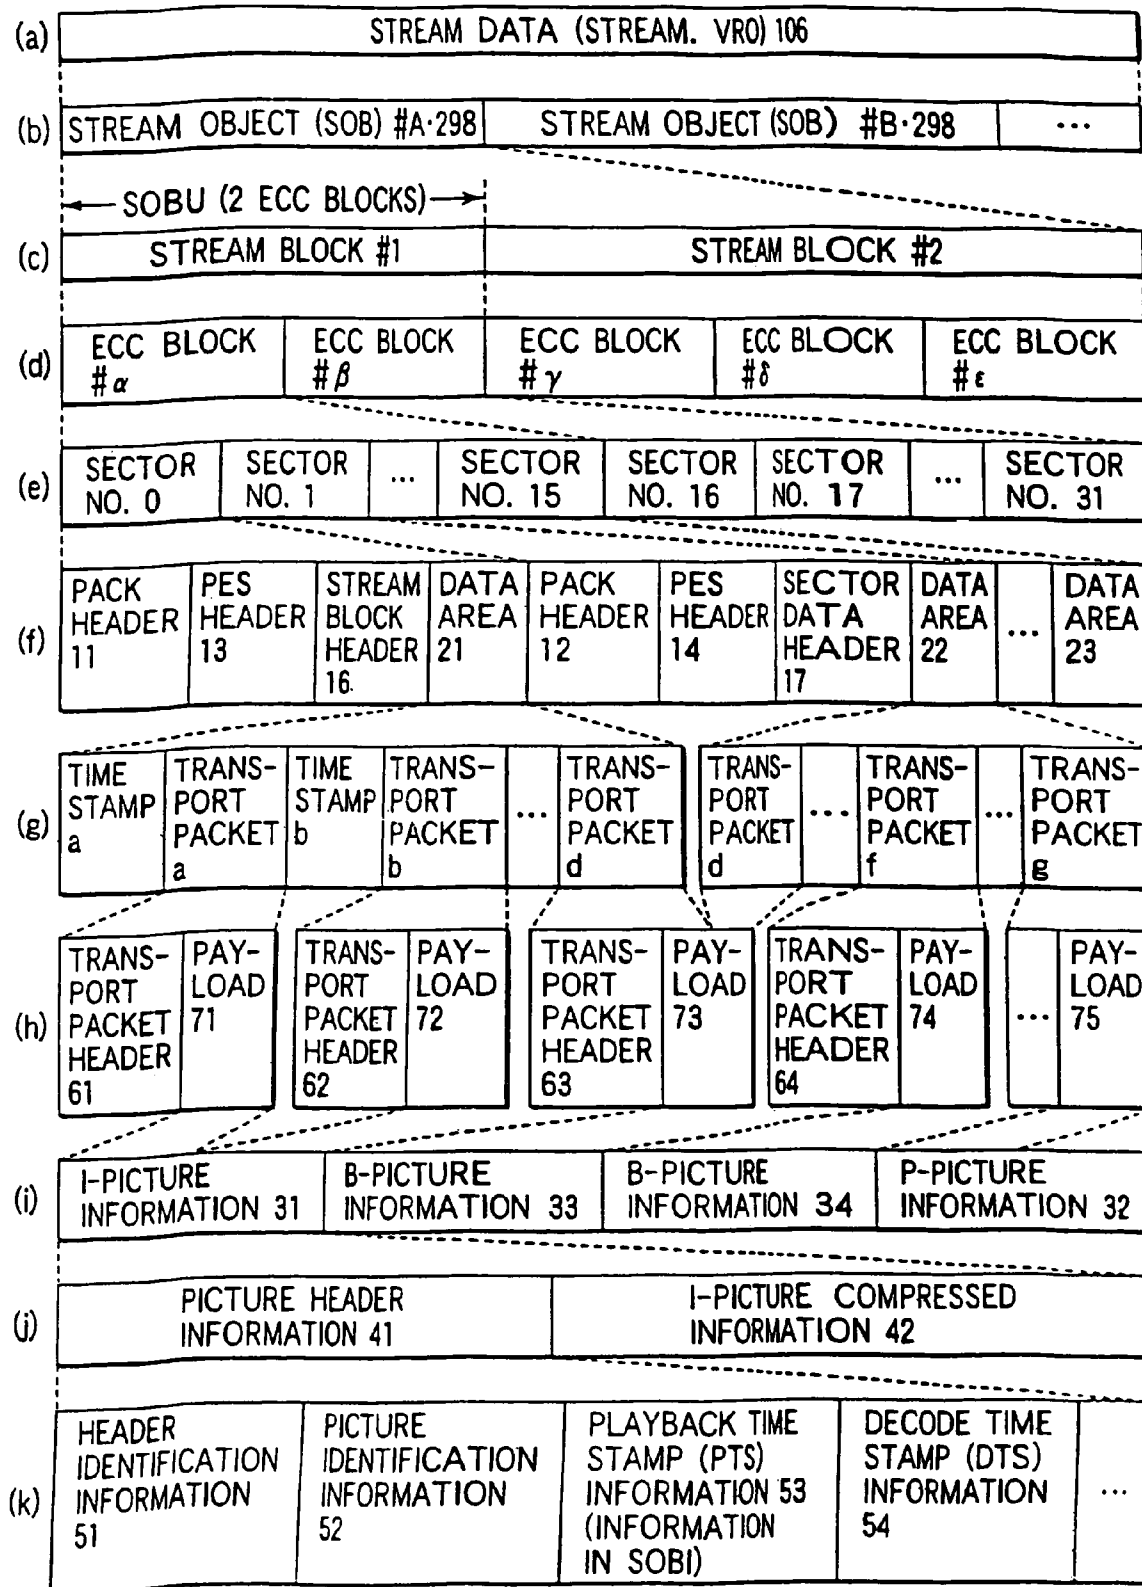 (a) STREAM DATA (STREAM. VRO) 106
(b) STREAM OBJECT (SOB) #A·298 STREAM OBJECT (SOB) #B·298 ...
SOBU (2 ECC BLOCKS)
(c) STREAM BLOCK #1 STREAM BLOCK #2
(d)
ECC BLOCK
#α
ECC BLOCK
#β
ECC BLOCK
#γ
ECC BLOCK
#δ
ECC BLOCK
#ε
(e)
SECTOR
NO. 0
SECTOR
NO. 1
...
SECTOR
NO. 15
SECTOR
NO. 16
SECTOR
NO. 17
...
SECTOR
NO. 31
(f)
PACK
HEADER
11
PES
HEADER
13
STREAM
BLOCK
HEADER
16.
DATA
AREA
21
PACK
HEADER
12
PES
HEADER
14
SECTOR
DATA
HEADER
17
DATA
AREA
22
...
DATA
AREA
23
(g)
TIME
STAMP
a
TRANS-
PORT
PACKET
a
TIME
STAMP
b
TRANS-
PORT
PACKET
b
...
TRANS-
PORT
PACKET
d
TRANS-
PORT
PACKET
d
...
TRANS-
PORT
PACKET
f
...
TRANS-
PORT
PACKET
g
(h)
TRANS-
PORT
PACKET
HEADER
61
PAY-
LOAD
71
TRANS-
PORT
PACKET
HEADER
62
PAY-
LOAD
72
TRANS-
PORT
PACKET
HEADER
63
PAY-
LOAD
73
TRANS-
PORT
PACKET
HEADER
64
PAY-
LOAD
74
...
PAY-
LOAD
75
(i)
I-PICTURE
INFORMATION 31
B-PICTURE
INFORMATION 33
B-PICTURE
INFORMATION 34
P-PICTURE
INFORMATION 32
(j)
PICTURE HEADER
INFORMATION 41
I-PICTURE COMPRESSED
INFORMATION 42
(k)
HEADER
IDENTIFICATION
INFORMATION
51
PICTURE
IDENTIFICATION
INFORMATION
52
PLAYBACK TIME
STAMP (PTS)
INFORMATION 53
(INFORMATION
IN SOBI)
DECODE TIME
STAMP (DTS)
INFORMATION
54
...